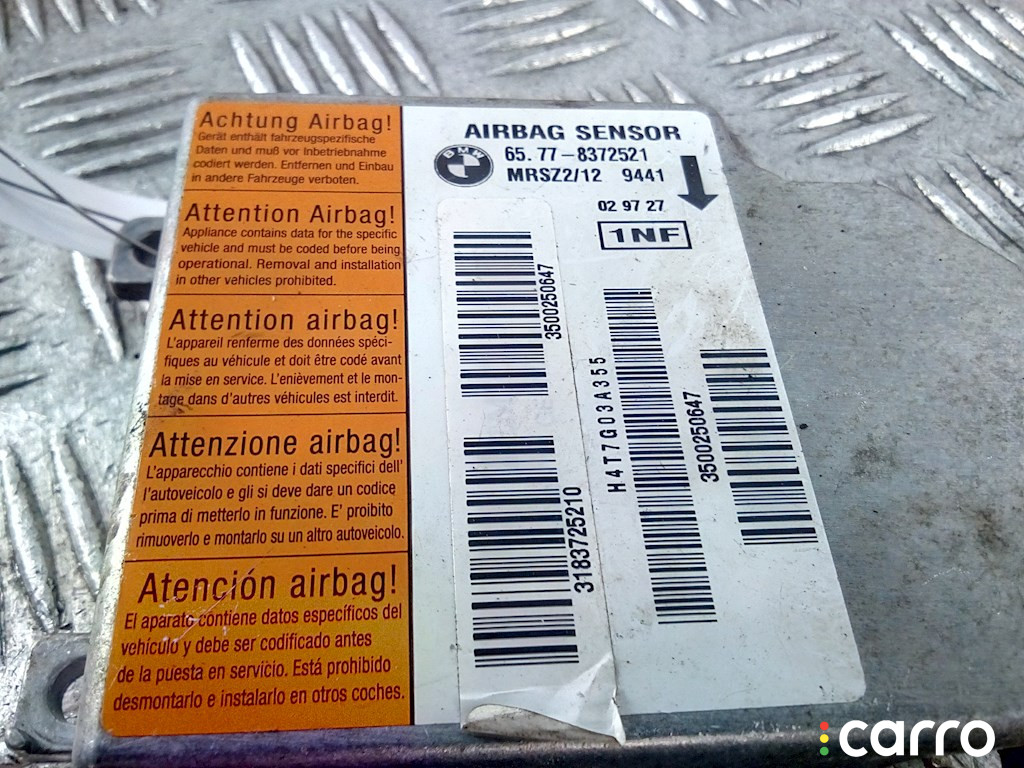 Achtung Airbag!
Gerät enthält fahrzeugspezifische
Daten und muß vor Inbetriebnahme
codiert werden. Entfernen und Einbau
in andere Fahrzeuge verboten.
Attention Airbag!
Appliance contains data for the specific
vehicle and must be coded before being
operational. Removal and installation
in other vehicles prohibited.
Attention airbag!
L'appareil renferme des données spéci-
fiques au véhicule et doit être codé avant
la mise en service. L'enièvement et le mon-
tage dans d'autres véhicules est interdit.
Attenzione airbag!
L'apparecchio contiene i dati specifici dell'
l'autoveicolo e gli si deve dare un codice
prima di metterlo in funzione. E' proibito
rimuoverlo e montarlo su un altro autoveicolo.
Atención airbag!
El aparato contiene datos específicos del
vehículo y debe ser codificado antes
de la puesta en servicio. Está prohibido
desmontarlo e instalarlo en otros coches.
AIRBAG SENSOR
BMW
65. 77-8372521
MRSZ2/12 9441
02 97 27
1NF
3500250647
3183725210
H4T7G03A355
3500250647
carro